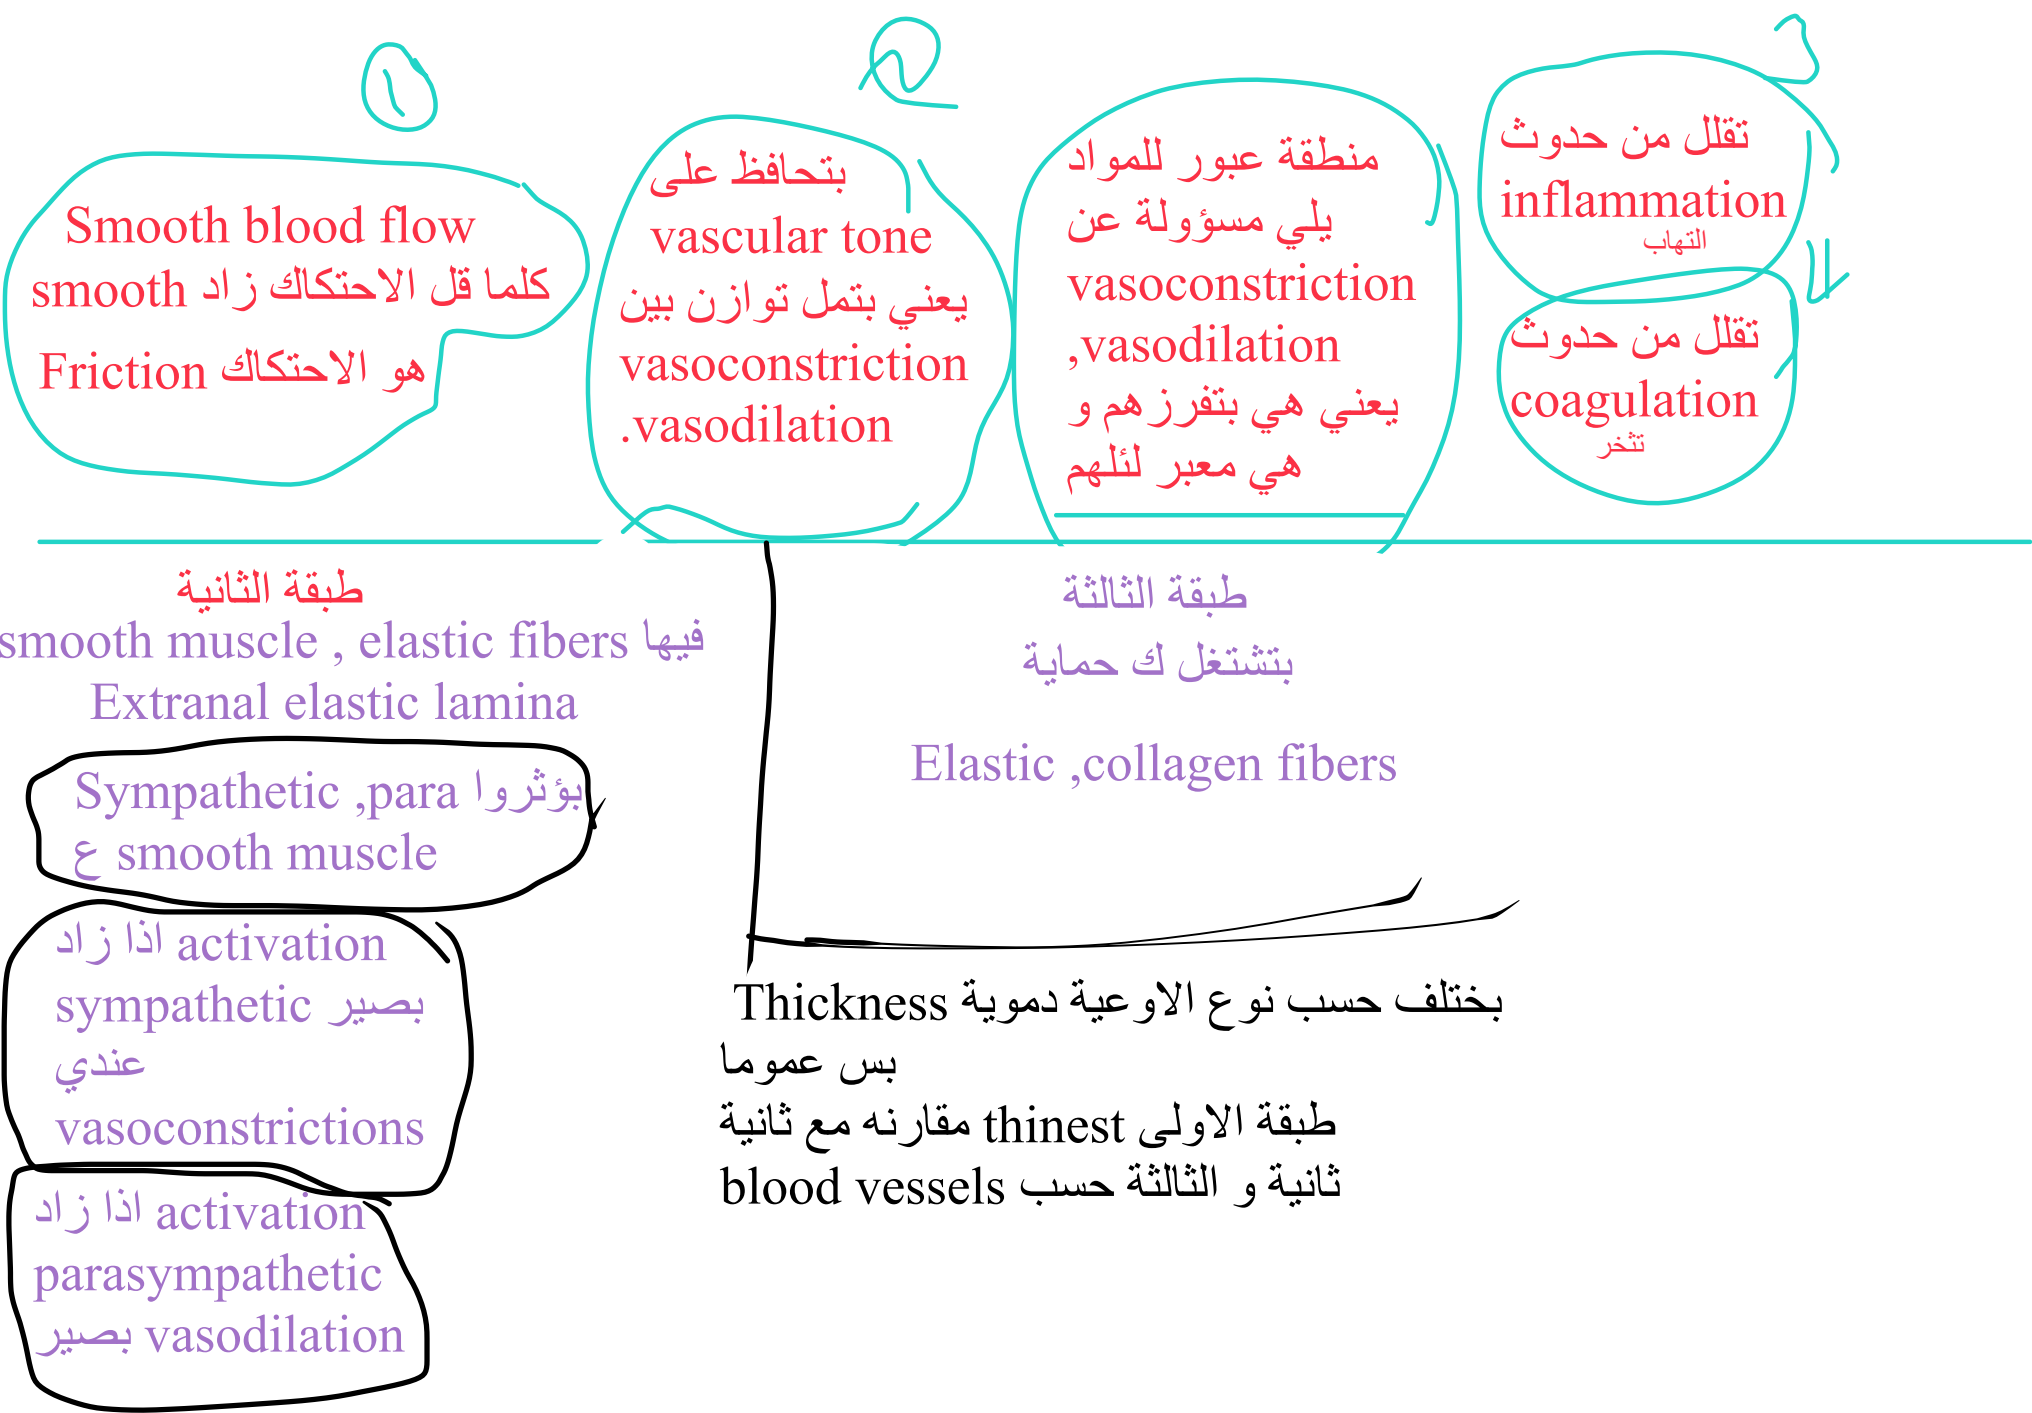 1
Smooth blood flow
كلما قل الاحتكاك زاد smooth
هو الاحتكاك Friction
2
بتحافظ على
vascular tone
يعني بتمل توازن بين
vasoconstriction
vasodilation.
منطقة عبور للمواد
يلي مسؤولة عن
vasoconstriction
,vasodilation
يعني هي بتفرزهم و
هي معبر لئلهم
3
تقلل من حدوث
inflammation
التهاب
4
تقلل من حدوث
coagulation
تثخر
طبقة الثانية
فيها smooth muscle , elastic fibers
Extranal elastic lamina
Sympathetic ,para بؤثروا
ع smooth muscle
اذا زاد activation
sympathetic بصير
عندي
vasoconstrictions
اذا زاد activation
parasympathetic
بصير vasodilation
طبقة الثالثة
بتشتغل ك حماية
Elastic ,collagen fibers
Thickness بختلف حسب نوع الاوعية دموية
بس عموما
طبقة الاولى thinest مقارنه مع ثانية
ثانية و الثالثة حسب blood vessels